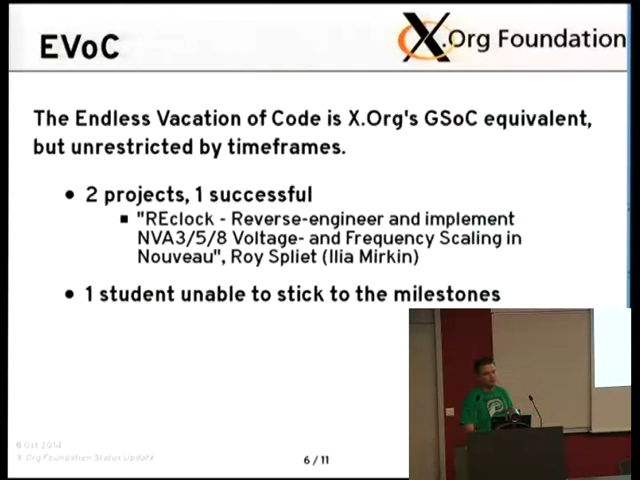 EVoC
X.Org Foundation
The Endless Vacation of Code is X.Org's GSoC equivalent,
but unrestricted by timeframes.
• 2 projects, 1 successful
▪ "REclock - Reverse-engineer and implement
NVA3/5/8 Voltage- and Frequency Scaling in
Nouveau", Roy Spliet (Ilia Mirkin)
• 1 student unable to stick to the milestones
8 Oct 2014
X.Org Foundation Status Update
6 / 11